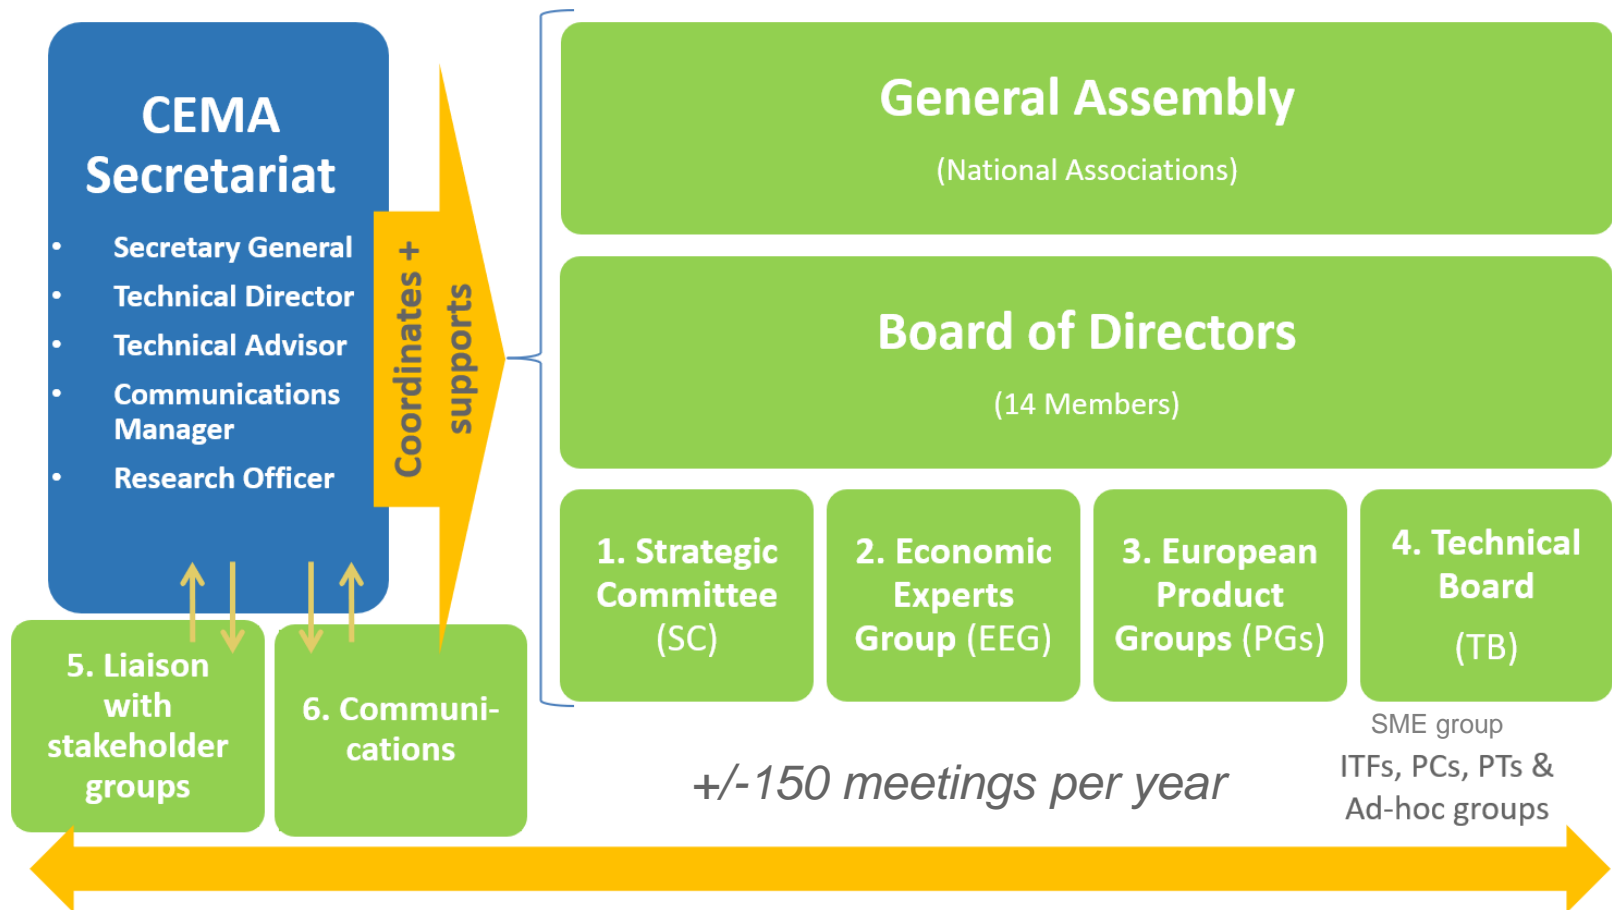 CEMA
Secretariat
• Secretary General
• Technical Director
• Technical Advisor
• Communications
Manager
• Research Officer
Coordinates +
supports
General Assembly
(National Associations)
Board of Directors
(14 Members)
1. Strategic
Committee
(SC)
2. Economic
Experts
Group (EEG)
3. European
Product
Groups (PGs)
4. Technical
Board
(TB)
5. Liaison
with
stakeholder
groups
6. Communi-
cations
SME group
ITFs, PCs, PTs &
Ad-hoc groups
+/-150 meetings per year